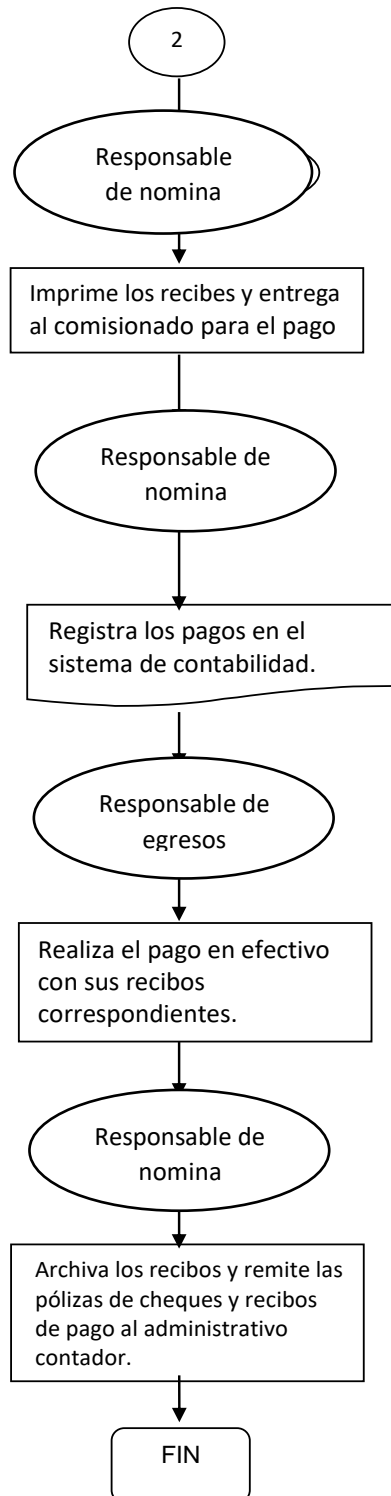 2
Responsable
de nomina
Imprime los recibes y entrega
al comisionado para el pago
Responsable de
nomina
Registra los pagos en el
sistema de contabilidad.
Responsable de
egresos
Realiza el pago en efectivo
con sus recibos
correspondientes.
Responsable de
nomina
Archiva los recibos y remite las
pólizas de cheques y recibos
de pago al administrativo
contador.
FIN